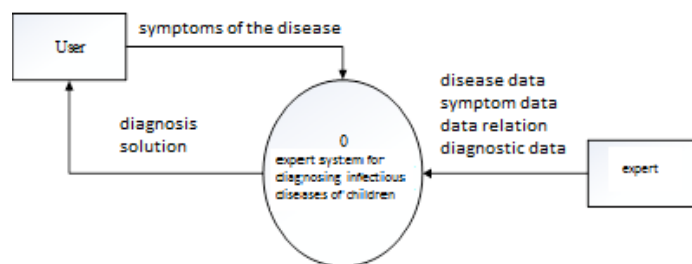 User
symptoms of the disease
diagnosis
solution
0
expert system for
diagnosing infectious
diseases of children
disease data
symptom data
data relation
diagnostic data
expert